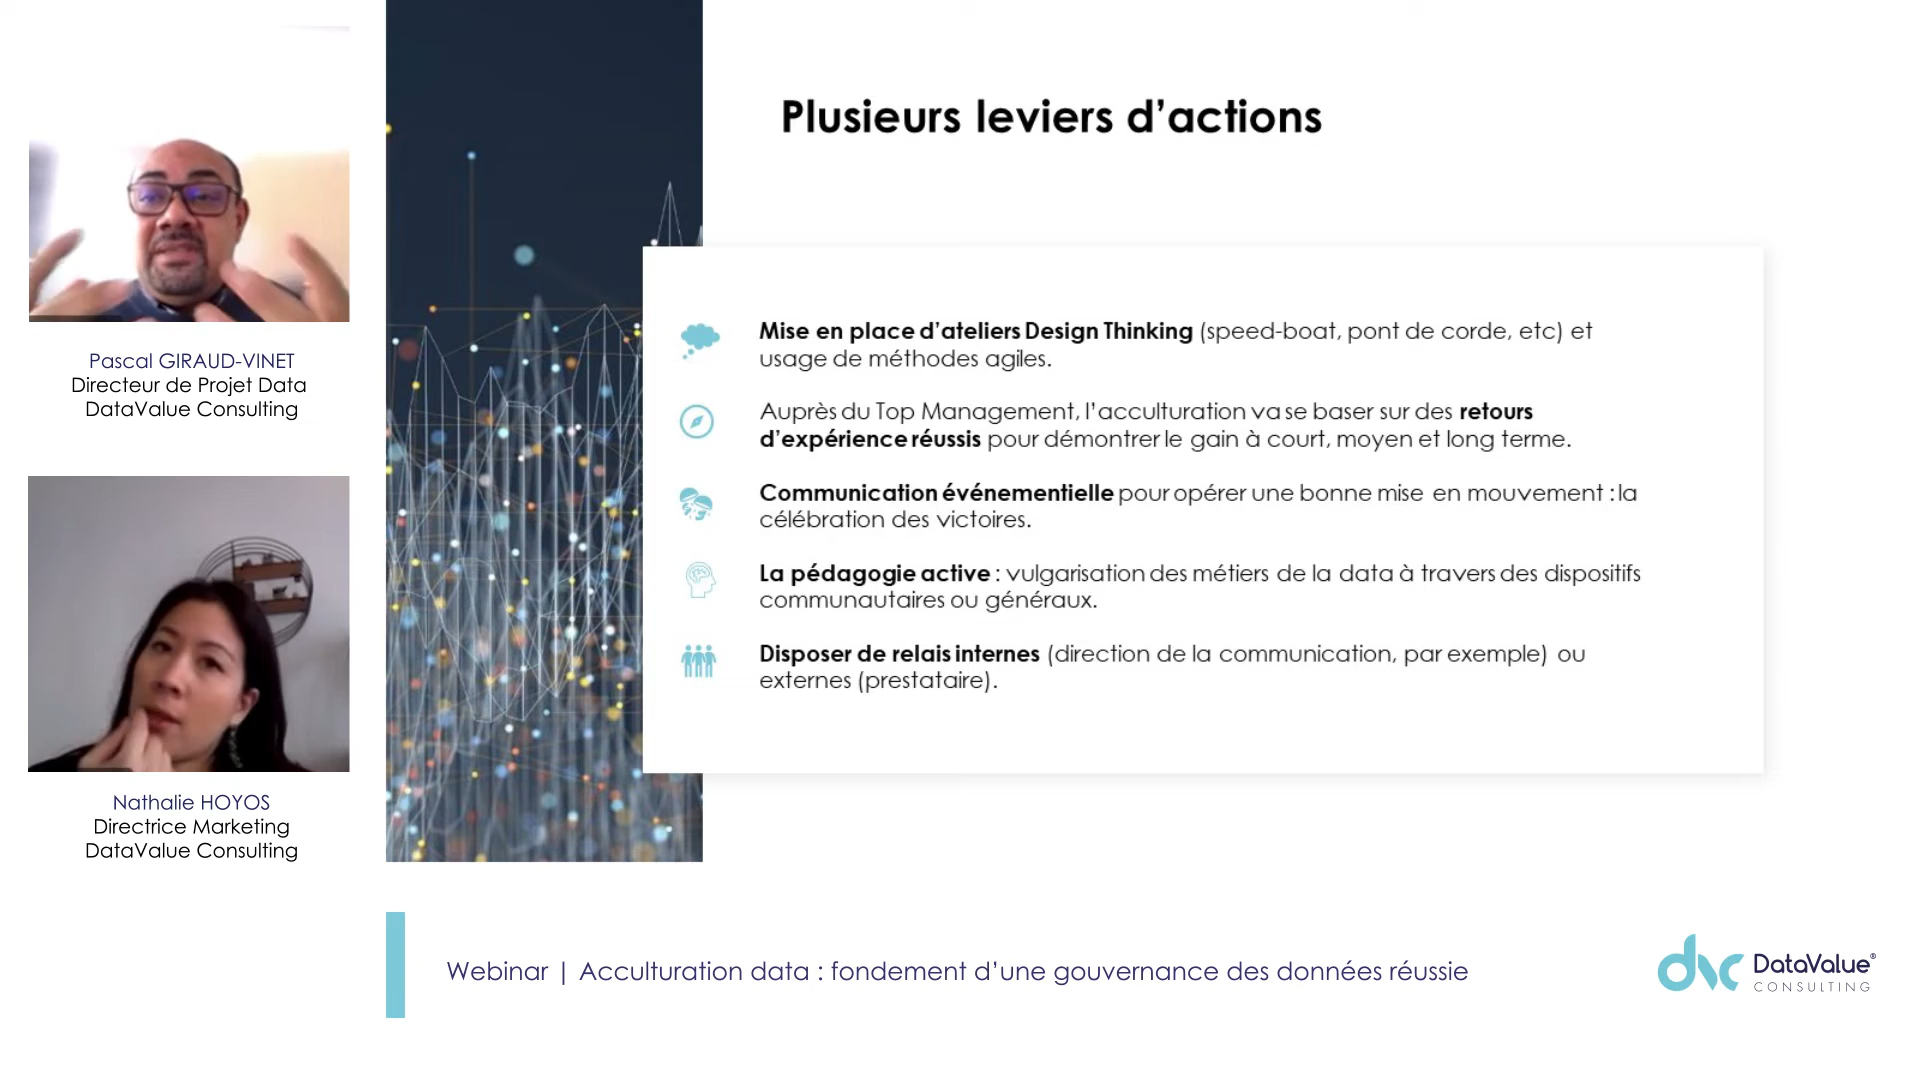 Plusieurs leviers d’actions
Mise en place d’ateliers Design Thinking (speed-boat, pont de corde, etc) et
usage de méthodes agiles.
Auprès du Top Management, l’acculturation va se baser sur des retours
d’expérience réussis pour démontrer le gain à court, moyen et long terme.
Communication événementielle pour opérer une bonne mise en mouvement : la
célébration des victoires.
La pédagogie active : vulgarisation des métiers de la data à travers des dispositifs
communautaires ou généraux.
Disposer de relais internes (direction de la communication, par exemple) ou
externes (prestataire).
Pascal GIRAUD-VINET
Directeur de Projet Data
DataValue Consulting
Nathalie HOYOS
Directrice Marketing
DataValue Consulting
Webinar | Acculturation data : fondement d’une gouvernance des données réussie
dvc DataValue®
CONSULTING